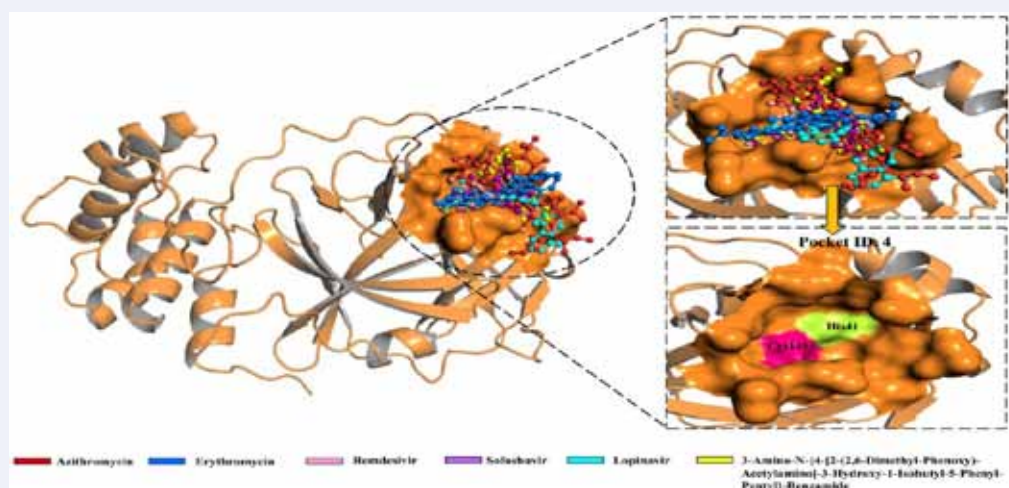 Pocket ID: 4
His41
Azithromycin
Erythromycin
Remdesivir
Sofosbuvir
Lopinavir
3-Amino-N-{4-[2-(2,6-Dimethyl-Phenoxy)-
Acetylamino]-3-Hydroxy-1-Isobutyl-5-Phenyl-
Pentyl}-Benzamide